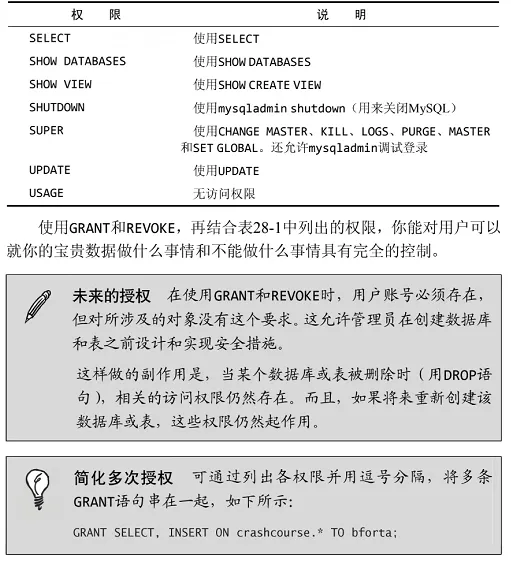 权 限 说 明
SELECT 使用SELECT
SHOW DATABASES 使用SHOW DATABASES
SHOW VIEW 使用SHOW CREATE VIEW
SHUTDOWN 使用mysqladmin shutdown（用来关闭MySQL）
SUPER 使用CHANGE MASTER、KILL、LOGS、PURGE、MASTER
和SET GLOBAL。还允许mysqladmin调试登录
UPDATE 使用UPDATE
USAGE 无访问权限
使用GRANT和REVOKE，再结合表28-1中列出的权限，你能对用户可以
就你的宝贵数据做什么事情和不能做什么事情具有完全的控制。
未来的授权 在使用GRANT和REVOKE时，用户账号必须存在，
但对所涉及的对象没有这个要求。这允许管理员在创建数据库
和表之前设计和实现安全措施。
这样做的副作用是，当某个数据库或表被删除时（用DROP语
句），相关的访问权限仍然存在。而且，如果将来重新创建该
数据库或表，这些权限仍然起作用。
简化多次授权 可通过列出各权限并用逗号分隔，将多条
GRANT语句串在一起，如下所示：
GRANT SELECT, INSERT ON crashcourse.* TO bforta;